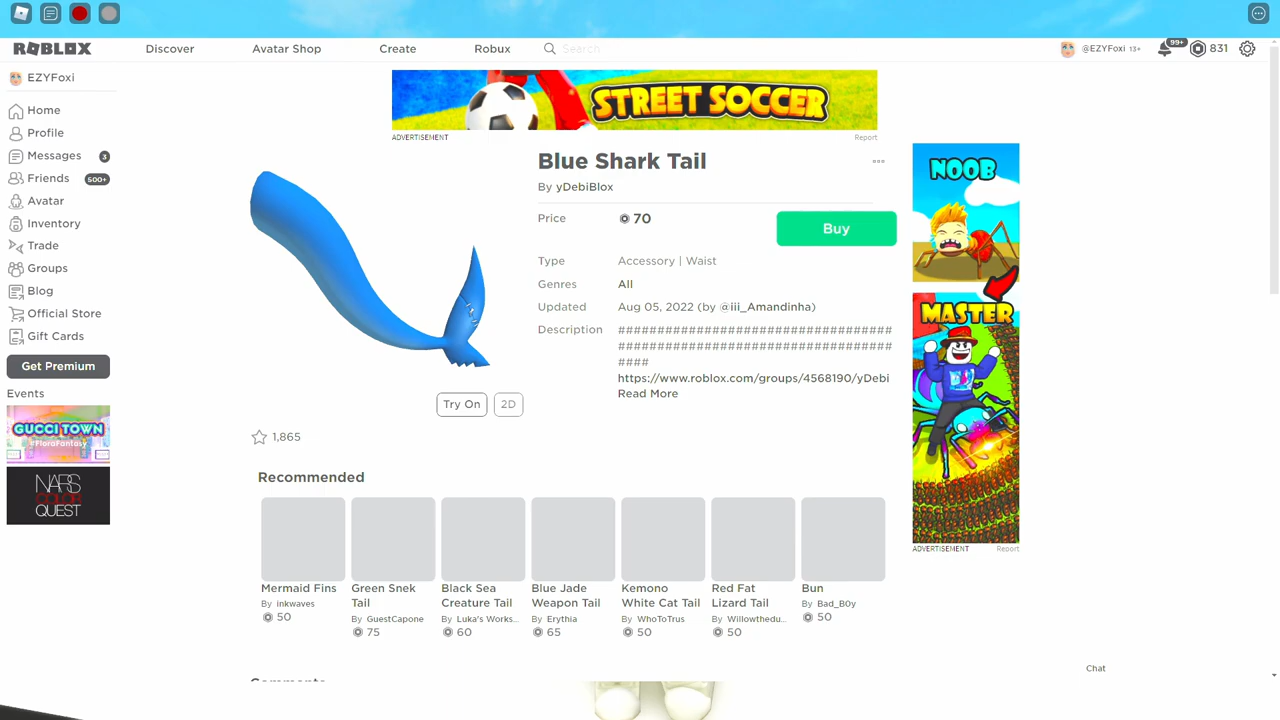 ROBLOX
Discover
Avatar Shop
Create
Robux
Search
@EZYFoxi 13+
99+
831
EZYFoxi
Home
Profile
Messages 3
Friends 500+
Avatar
Inventory
Trade
Groups
Blog
Official Store
Gift Cards
Get Premium
Events
GUCCI TOWN
#FloraFantasy
NARS
COLOR
QUEST
STREET SOCCER
ADVERTISEMENT
Report
Blue Shark Tail
By yDebiBlox
Price 70
Buy
Type Accessory | Waist
Genres All
Updated Aug 05, 2022 (by @iii_Amandinha)
Description ###################################
###################################
####
https://www.roblox.com/groups/4568190/yDebi
Read More
Try On
2D
1,865
Recommended
Mermaid Fins
By inkwaves
50
Green Snek
Tail
By GuestCapone
75
Black Sea
Creature Tail
By Luka's Works...
60
Blue Jade
Weapon Tail
By Erythia
65
Kemono
White Cat Tail
By WhoToTrus
50
Red Fat
Lizard Tail
By Willowthedu...
50
Bun
By Bad_B0y
50
NOOB
MASTER
ADVERTISEMENT
Report
Comments
Chat